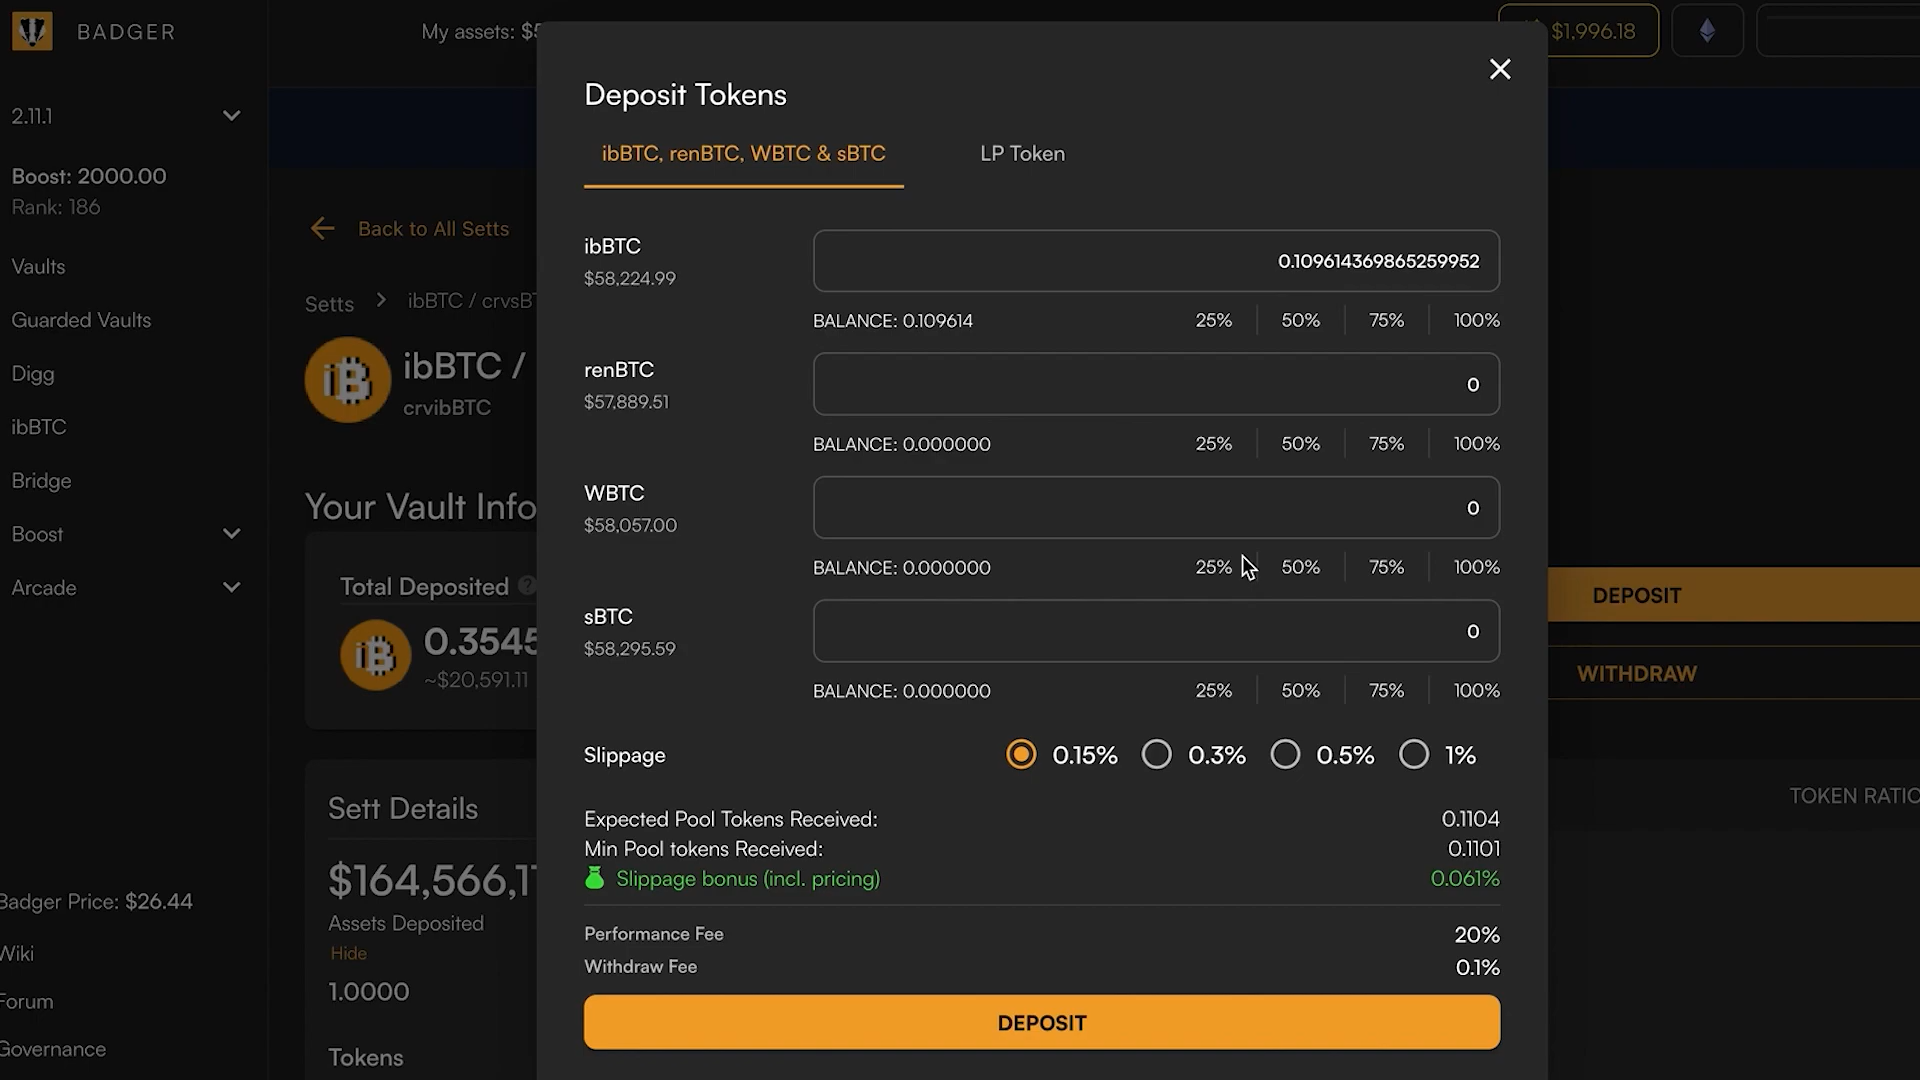 BADGER
My assets: $5
$1,996.18
2.11.1
Boost: 2000.00
Rank: 186
Vaults
Guarded Vaults
Digg
ibBTC
Bridge
Boost
Arcade
Badger Price: $26.44
Wiki
Forum
Governance
Back to All Setts
Setts > ibBTC / crvsBT
ibBTC /
crvibBTC
Your Vault Info
Total Deposited
0.3545
~$20,591.11
Sett Details
$164,566,11
Assets Deposited
Hide
1.0000
Tokens
Deposit Tokens
ibBTC, renBTC, WBTC & sBTC
LP Token
ibBTC
$58,224.99
0.109614369865259952
BALANCE: 0.109614
25% 50% 75% 100%
renBTC
$57,889.51
0
BALANCE: 0.000000
25% 50% 75% 100%
WBTC
$58,057.00
0
BALANCE: 0.000000
25% 50% 75% 100%
sBTC
$58,295.59
0
BALANCE: 0.000000
25% 50% 75% 100%
Slippage 0.15% 0.3% 0.5% 1%
Expected Pool Tokens Received: 0.1104
Min Pool tokens Received: 0.1101
Slippage bonus (incl. pricing) 0.061%
Performance Fee 20%
Withdraw Fee 0.1%
DEPOSIT
DEPOSIT
WITHDRAW
TOKEN RATIO